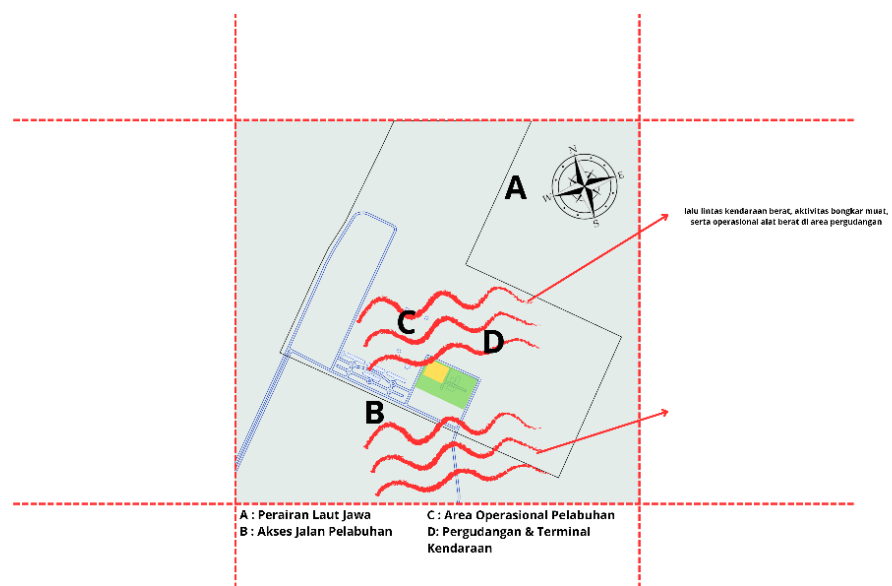 N
E
W
S
A
lalu lintas kendaraan berat, aktivitas bongkar muat,
serta operasional alat berat di area pergudangan
C
D
B
A : Perairan Laut Jawa
B : Akses Jalan Pelabuhan
C : Area Operasional Pelabuhan
D: Pergudangan & Terminal
Kendaraan